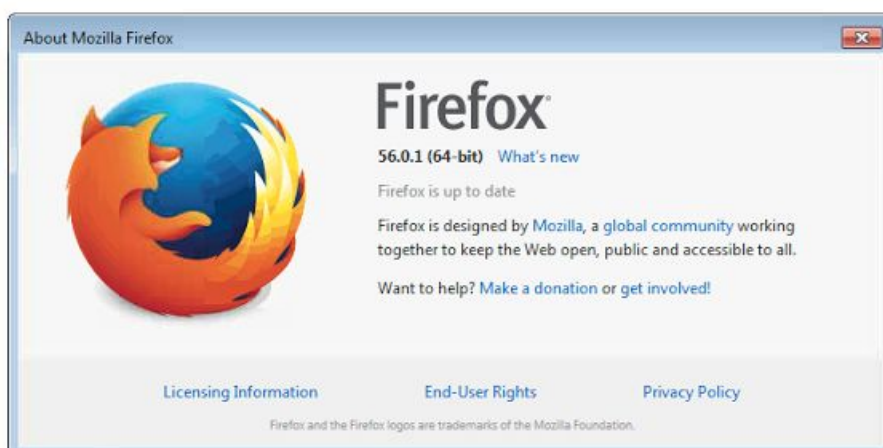 About Mozilla Firefox
Firefox®
56.0.1 (64-bit) What's new
Firefox is up to date
Firefox is designed by Mozilla, a global community working
together to keep the Web open, public and accessible to all.
Want to help? Make a donation or get involved!
Licensing Information End-User Rights Privacy Policy
Firefox and the Firefox logos are trademarks of the Mozilla Foundation.